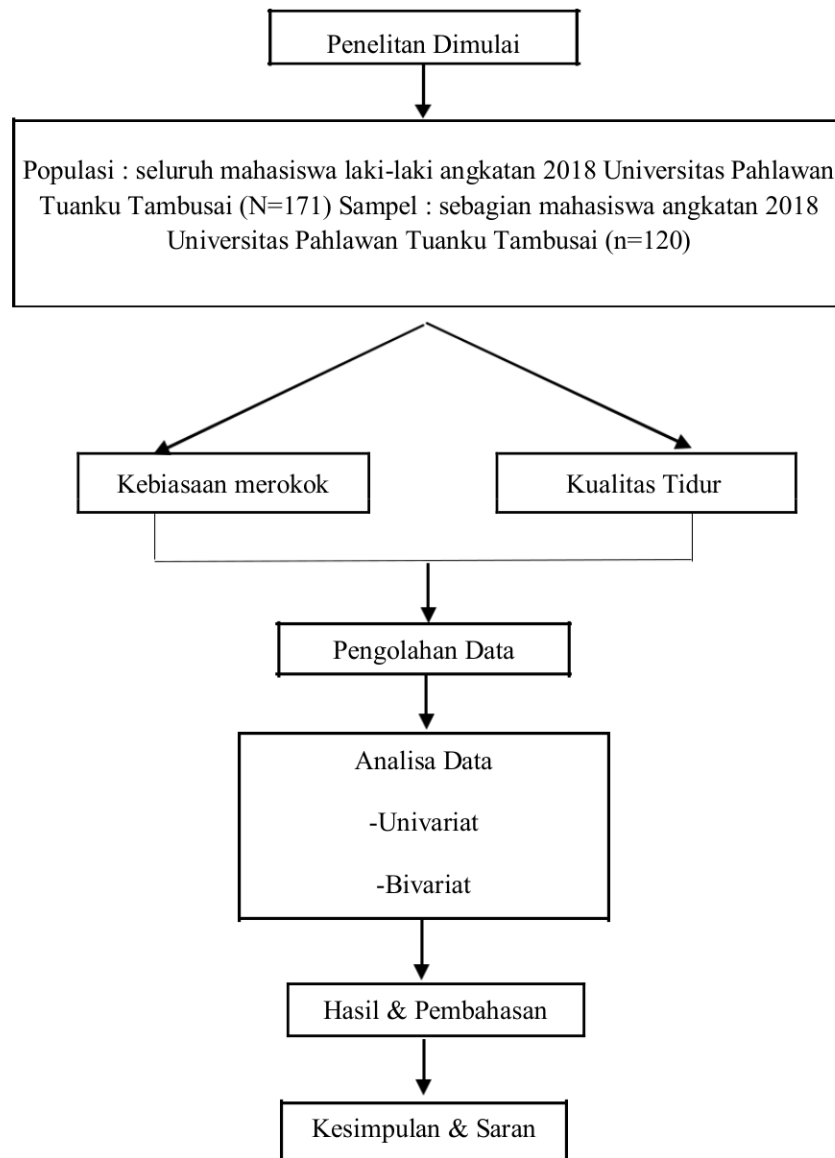 Penelitan Dimulai
Populasi : seluruh mahasiswa laki-laki angkatan 2018 Universitas Pahlawan
Tuanku Tambusai (N=171) Sampel : sebagian mahasiswa angkatan 2018
Universitas Pahlawan Tuanku Tambusai (n=120)
Kebiasaan merokok
Kualitas Tidur
Pengolahan Data
Analisa Data
-Univariat
-Bivariat
Hasil & Pembahasan
Kesimpulan & Saran